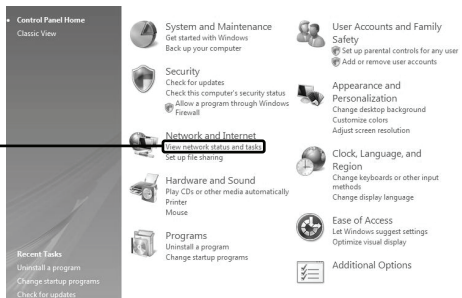 Control Panel Home
Classic View
Recent Tasks
Uninstall a program
Change startup programs
Check for updates
System and Maintenance
Get started with Windows
Back up your computer
Security
Check for updates
Check this computer's security status
Allow a program through Windows
Firewall
Network and Internet
View network status and tasks
Set up file sharing
Hardware and Sound
Play CDs or other media automatically
Printer
Mouse
Programs
Uninstall a program
Change startup programs
User Accounts and Family
Safety
Set up parental controls for any user
Add or remove user accounts
Appearance and
Personalization
Change desktop background
Customize colors
Adjust screen resolution
Clock, Language, and
Region
Change keyboards or other input
methods
Change display language
Ease of Access
Let Windows suggest settings
Optimize visual display
Additional Options